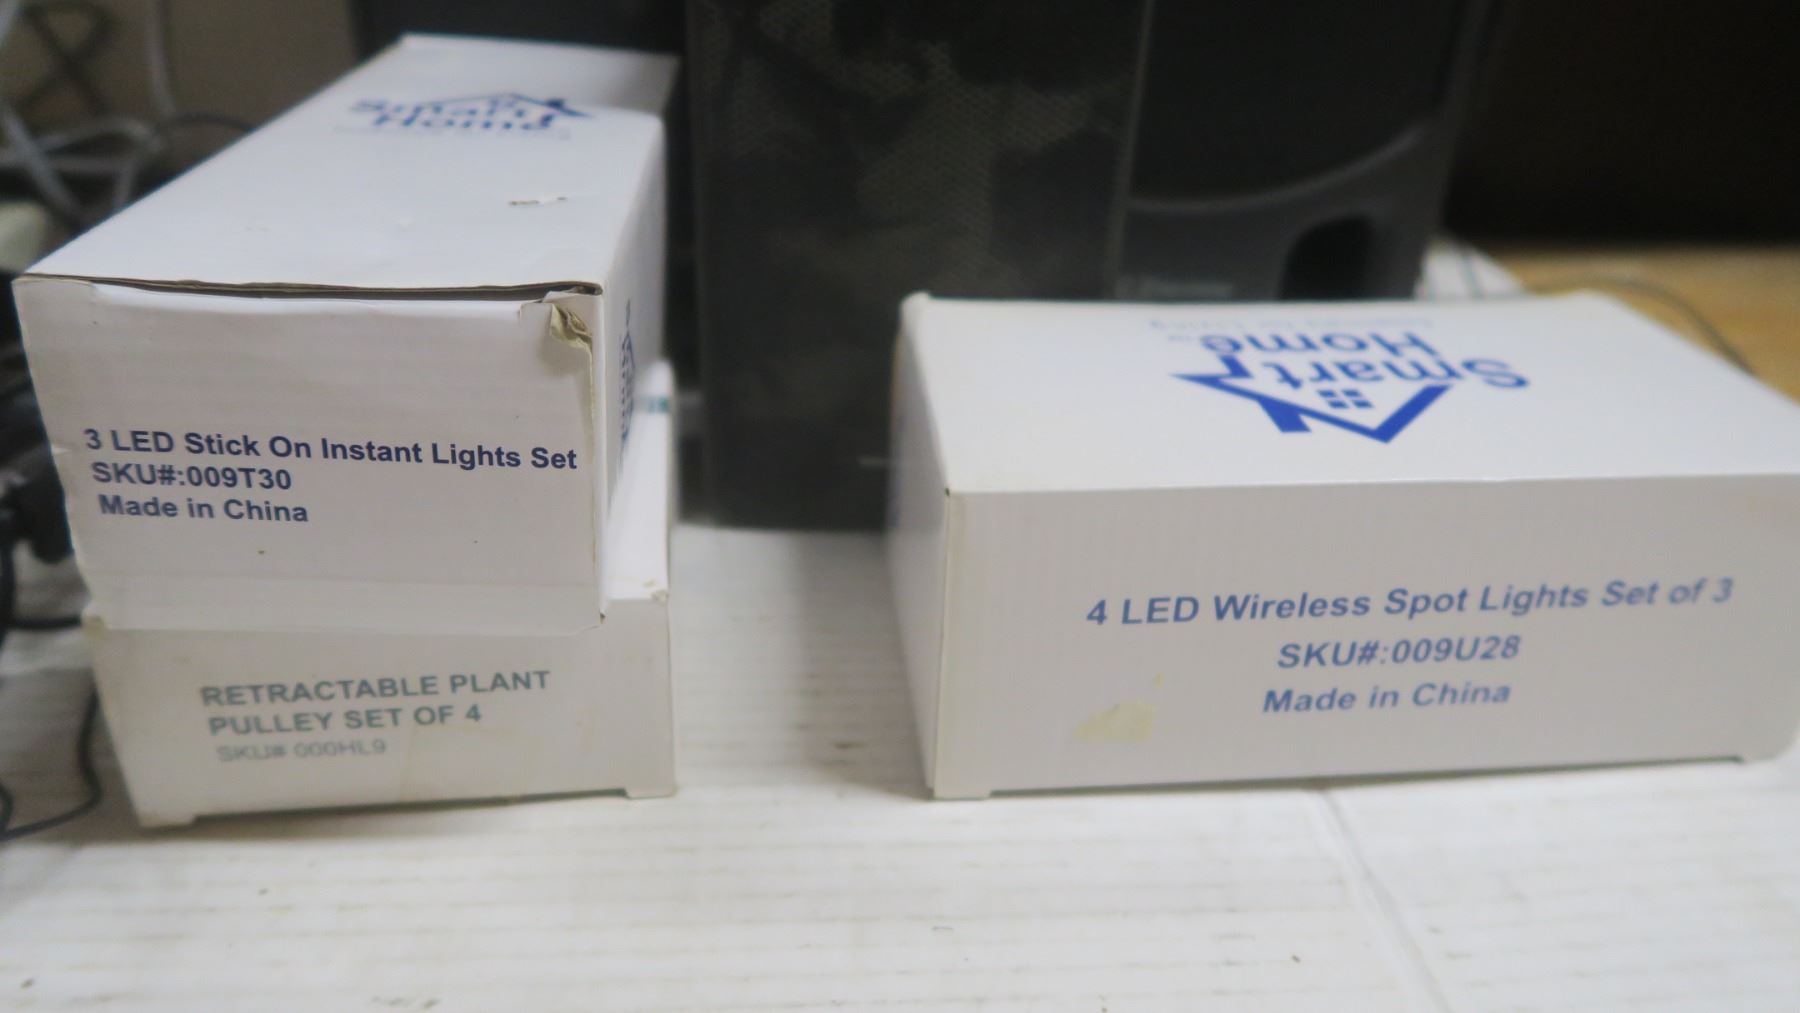 Smart
Home
3 LED Stick On Instant Lights Set
SKU#:009T30
Made in China
RETRACTABLE PLANT
PULLEY SET OF 4
SKU# 000HL9
Smart
Home
4 LED Wireless Spot Lights Set of 3
SKU#:009U28
Made in China